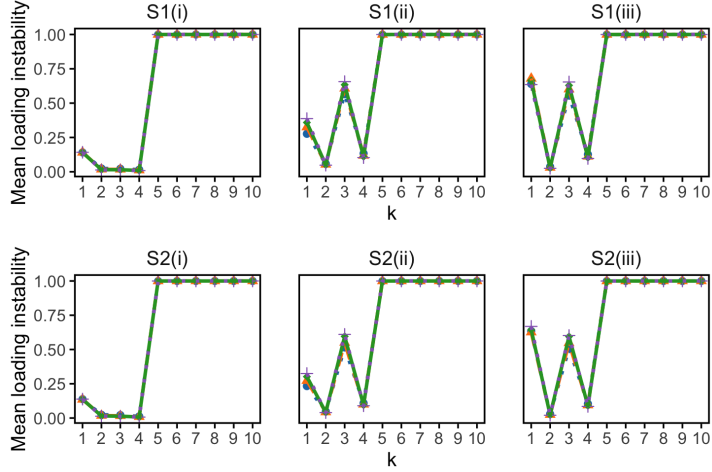 S1(i) S1(ii) S1(iii)
Mean loading instability
1.00
0.75
0.50
0.25
0.00
1 2 3 4 5 6 7 8 9 10 1 2 3 4 5 6 7 8 9 10 1 2 3 4 5 6 7 8 9 10
k
S2(i) S2(ii) S2(iii)
Mean loading instability
1.00
0.75
0.50
0.25
0.00
1 2 3 4 5 6 7 8 9 10 1 2 3 4 5 6 7 8 9 10 1 2 3 4 5 6 7 8 9 10
k